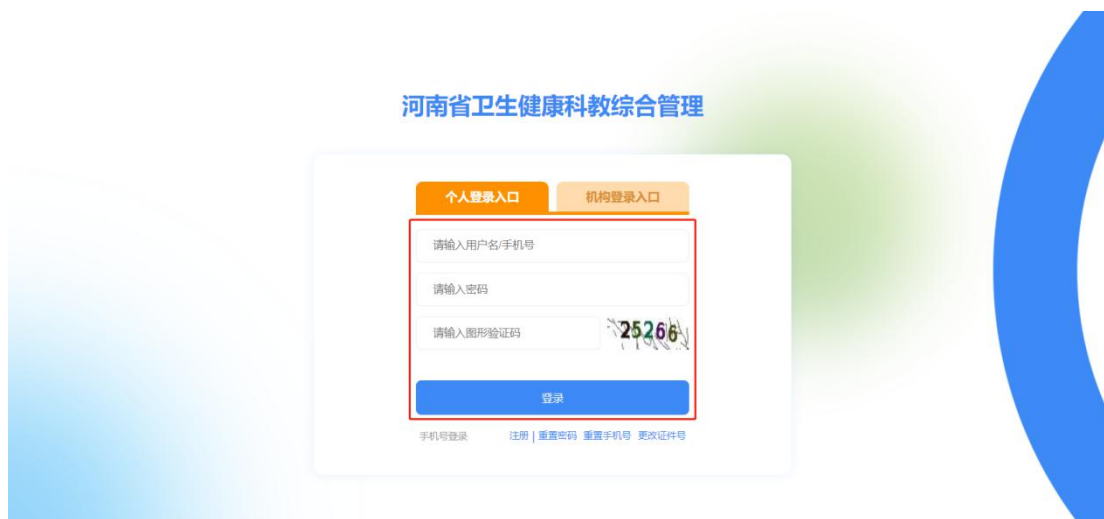 河南省卫生健康科教综合管理
个人登录入口 机构登录入口
请输入用户名/手机号
请输入密码
请输入图形验证码 25266
登录
手机号登录 注册 | 重置密码 重置手机号 更改证件号